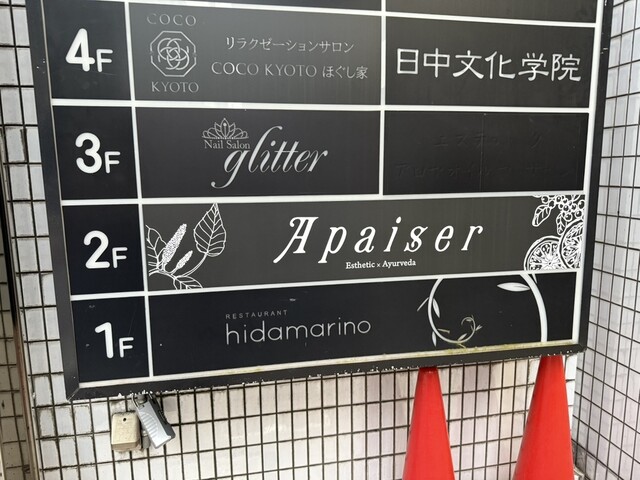 4F
COCO
KYOTO
リラクゼーションサロン
COCO KYOTO ほぐし家
日中文化学院
3F
Nail Salon
glitter
2F
Apaiser
Esthetic × Ayurveda
1F
RESTAURANT
hidamarino